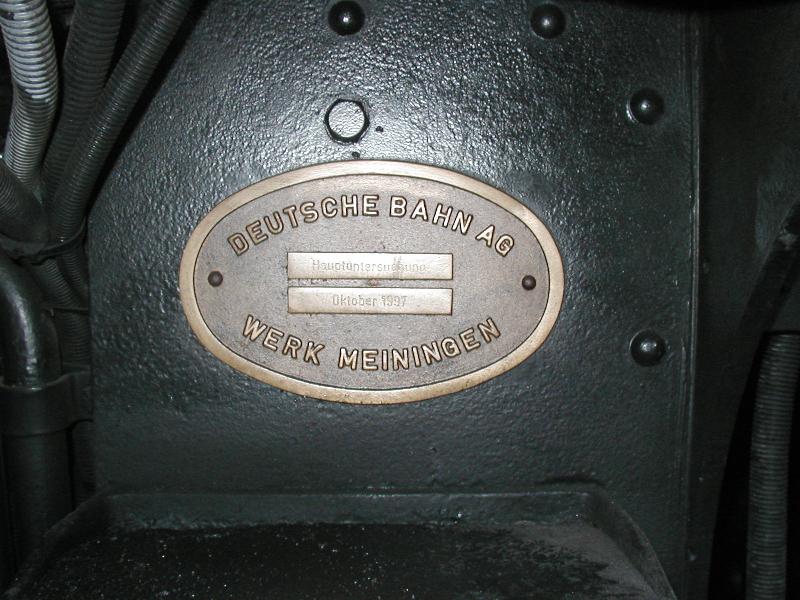 DEUTSCHE BAHN AG
Hauptuntersuchung
Oktober 1997
WERK MEININGEN